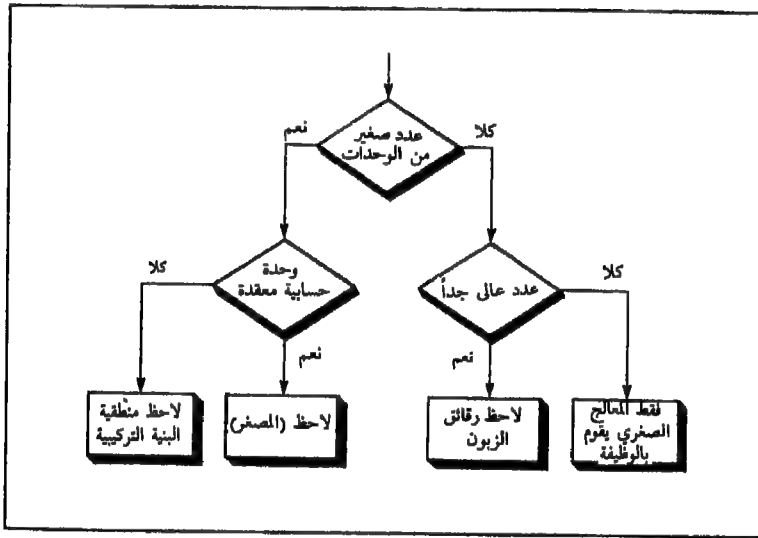 كلا
نعم
عدد صغير
من الوحدات
كلا
عدد عالى جداً
وحدة
حسابية معقدة
كلا
نعم
نعم
فقط المعالج
الصغري يقوم
بالوظيفة
لاحظ رقائق
الزبون
لاحظ (المصغر)
لاحظ منطقية
البنية التركيبية